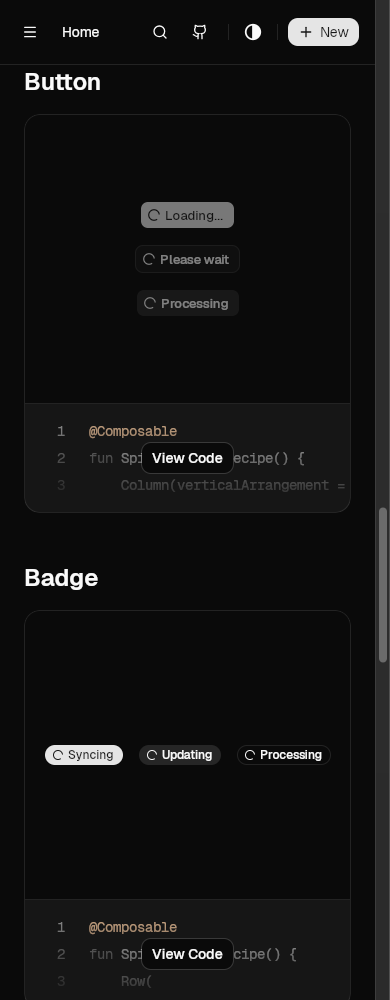 Home
New
Button
Loading...
Please wait
Processing
1 @Composable
2 fun Spi View Code ecipe() {
3 Column(verticalArrangement =
Badge
Syncing Updating Processing
1 @Composable
2 fun Spi View Code cipe() {
3 Row(